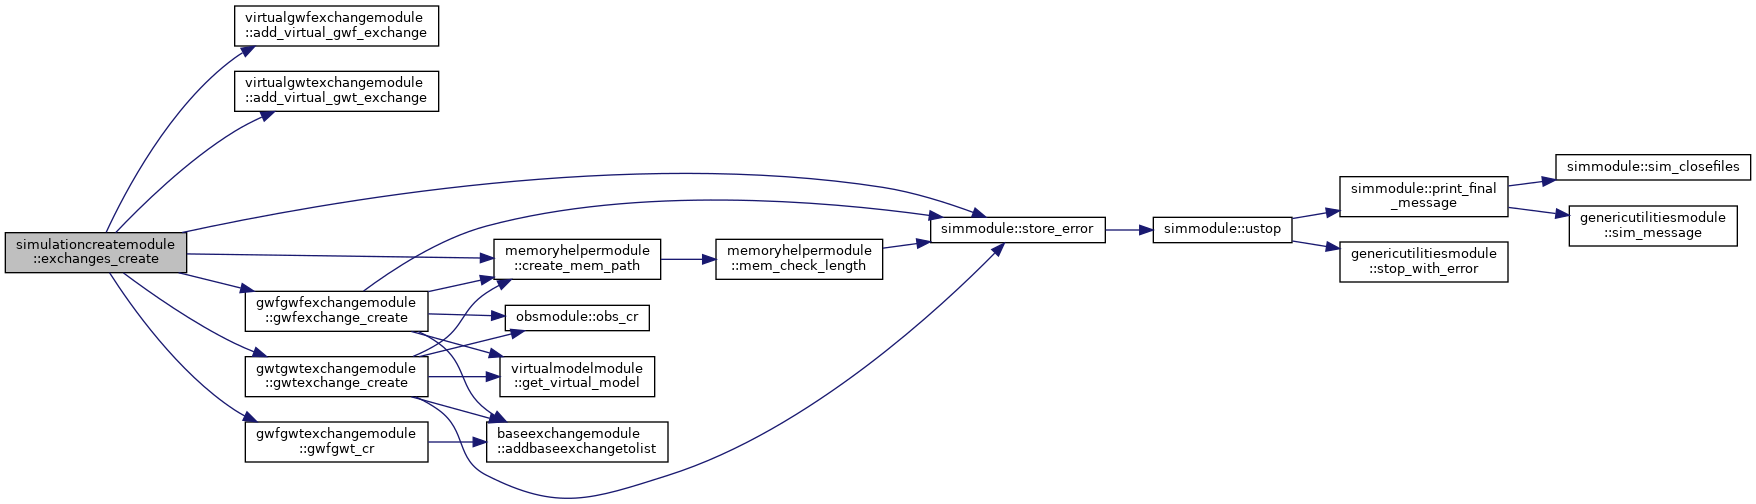 virtualgwfexchangemodule
::add_virtual_gwf_exchange
virtualgwtexchangemodule
::add_virtual_gwt_exchange
simulationcreatemodule
::exchanges_create
gwfgwfexchangemodule
::gwfexchange_create
gwtgwtexchangemodule
::gwtexchange_create
gwfgwtexchangemodule
::gwfgwt_cr
memoryhelpermodule
::create_mem_path
obsmodule::obs_cr
virtualmodelmodule
::get_virtual_model
baseexchangemodule
::addbaseexchangetolist
memoryhelpermodule
::mem_check_length
simmodule::store_error
simmodule::ustop
simmodule::print_final
_message
genericutilitiesmodule
::stop_with_error
simmodule::sim_closefiles
genericutilitiesmodule
::sim_message